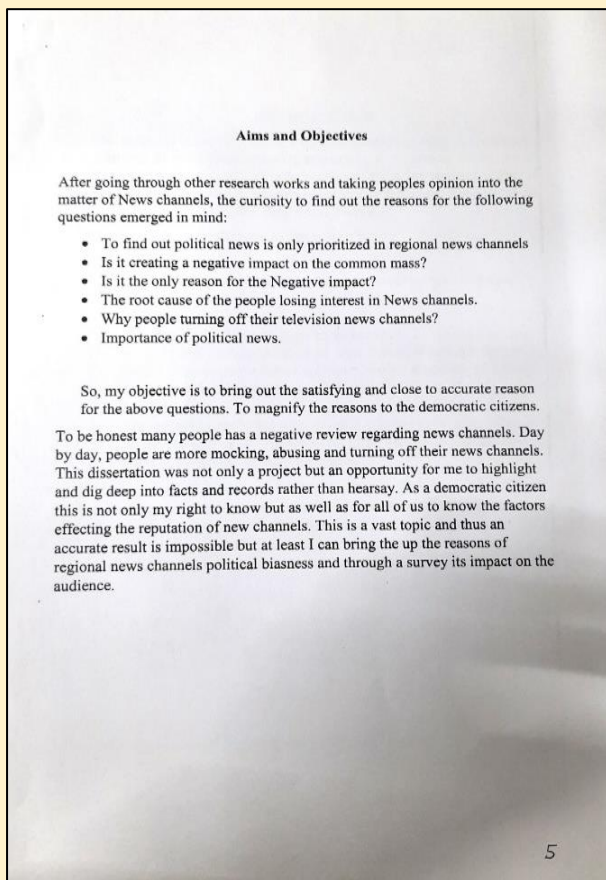 Aims and Objectives
After going through other research works and taking peoples opinion into the
matter of News channels, the curiosity to find out the reasons for the following
questions emerged in mind:
• To find out political news is only prioritized in regional news channels
• Is it creating a negative impact on the common mass?
• Is it the only reason for the Negative impact?
• The root cause of the people losing interest in News channels.
• Why people turning off their television news channels?
• Importance of political news.
So, my objective is to bring out the satisfying and close to accurate reason
for the above questions. To magnify the reasons to the democratic citizens.
To be honest many people has a negative review regarding news channels. Day
by day, people are more mocking, abusing and turning off their news channels.
This dissertation was not only a project but an opportunity for me to highlight
and dig deep into facts and records rather than hearsay. As a democratic citizen
this is not only my right to know but as well as for all of us to know the factors
effecting the reputation of new channels. This is a vast topic and thus an
accurate result is impossible but at least I can bring the up the reasons of
regional news channels political biasness and through a survey its impact on the
audience.
5